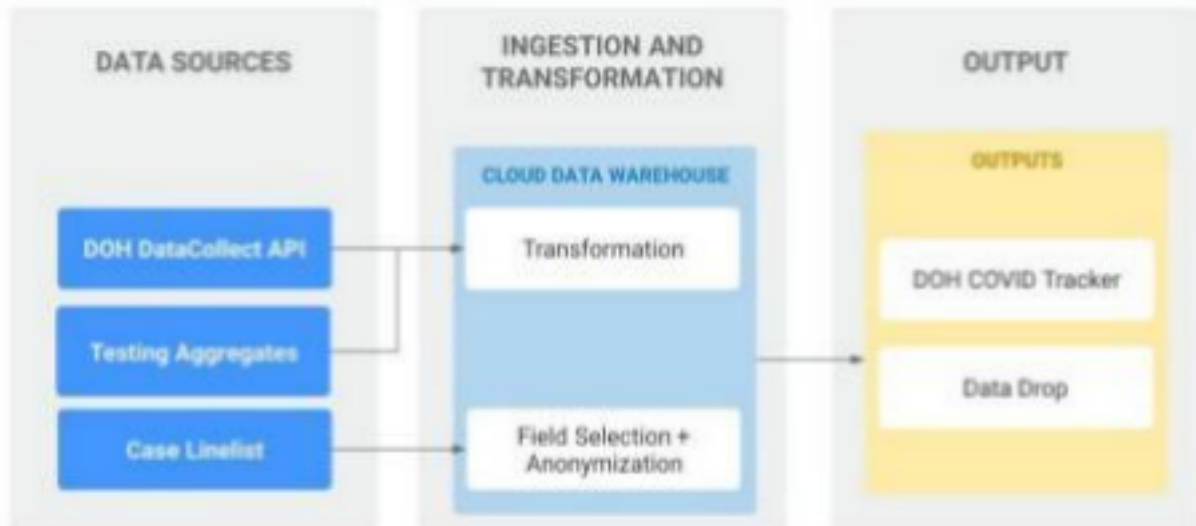 DATA SOURCES
DOH DataCollect API
Testing Aggregates
Case Linelist
INGESTION AND
TRANSFORMATION
CLOUD DATA WAREHOUSE
Transformation
Field Selection +
Anonymization
OUTPUT
OUTPUTS
DOH COVID Tracker
Data Drop